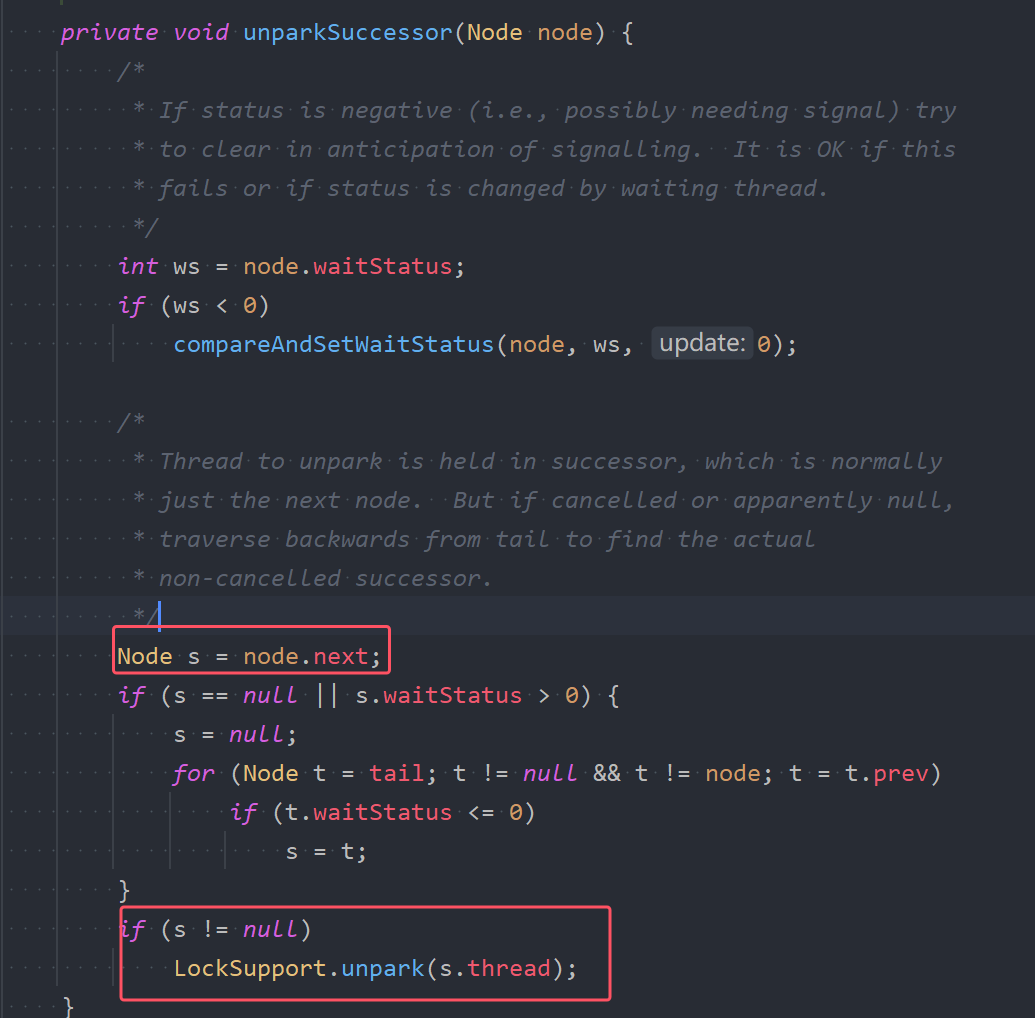 private void unparkSuccessor(Node node) {
/*
* If status is negative (i.e., possibly needing signal) try
* to clear in anticipation of signalling.  It is OK if this
* fails or if status is changed by waiting thread.
*/
int ws = node.waitStatus;
if (ws < 0)
compareAndSetWaitStatus(node, ws, update: 0);
/*
* Thread to unpark is held in successor, which is normally
* just the next node.  But if cancelled or apparently null,
* traverse backwards from tail to find the actual
* non-cancelled successor.
*/
Node s = node.next;
if (s == null || s.waitStatus > 0) {
s = null;
for (Node t = tail; t != null && t != node; t = t.prev)
if (t.waitStatus <= 0)
s = t;
}
if (s != null)
LockSupport.unpark(s.thread);
}